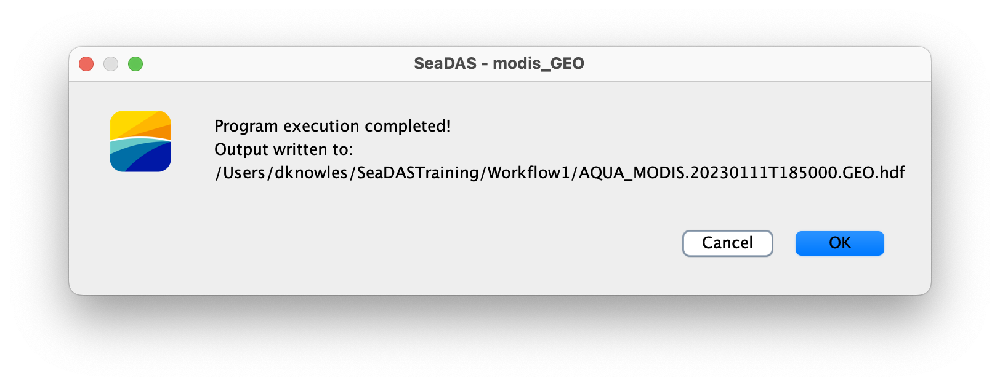 SeaDAS - modis_GEO
Program execution completed!
Output written to:
/Users/dknowles/SeaDASTraining/Workflow1/AQUA_MODIS.20230111T185000.GEO.hdf
Cancel
OK